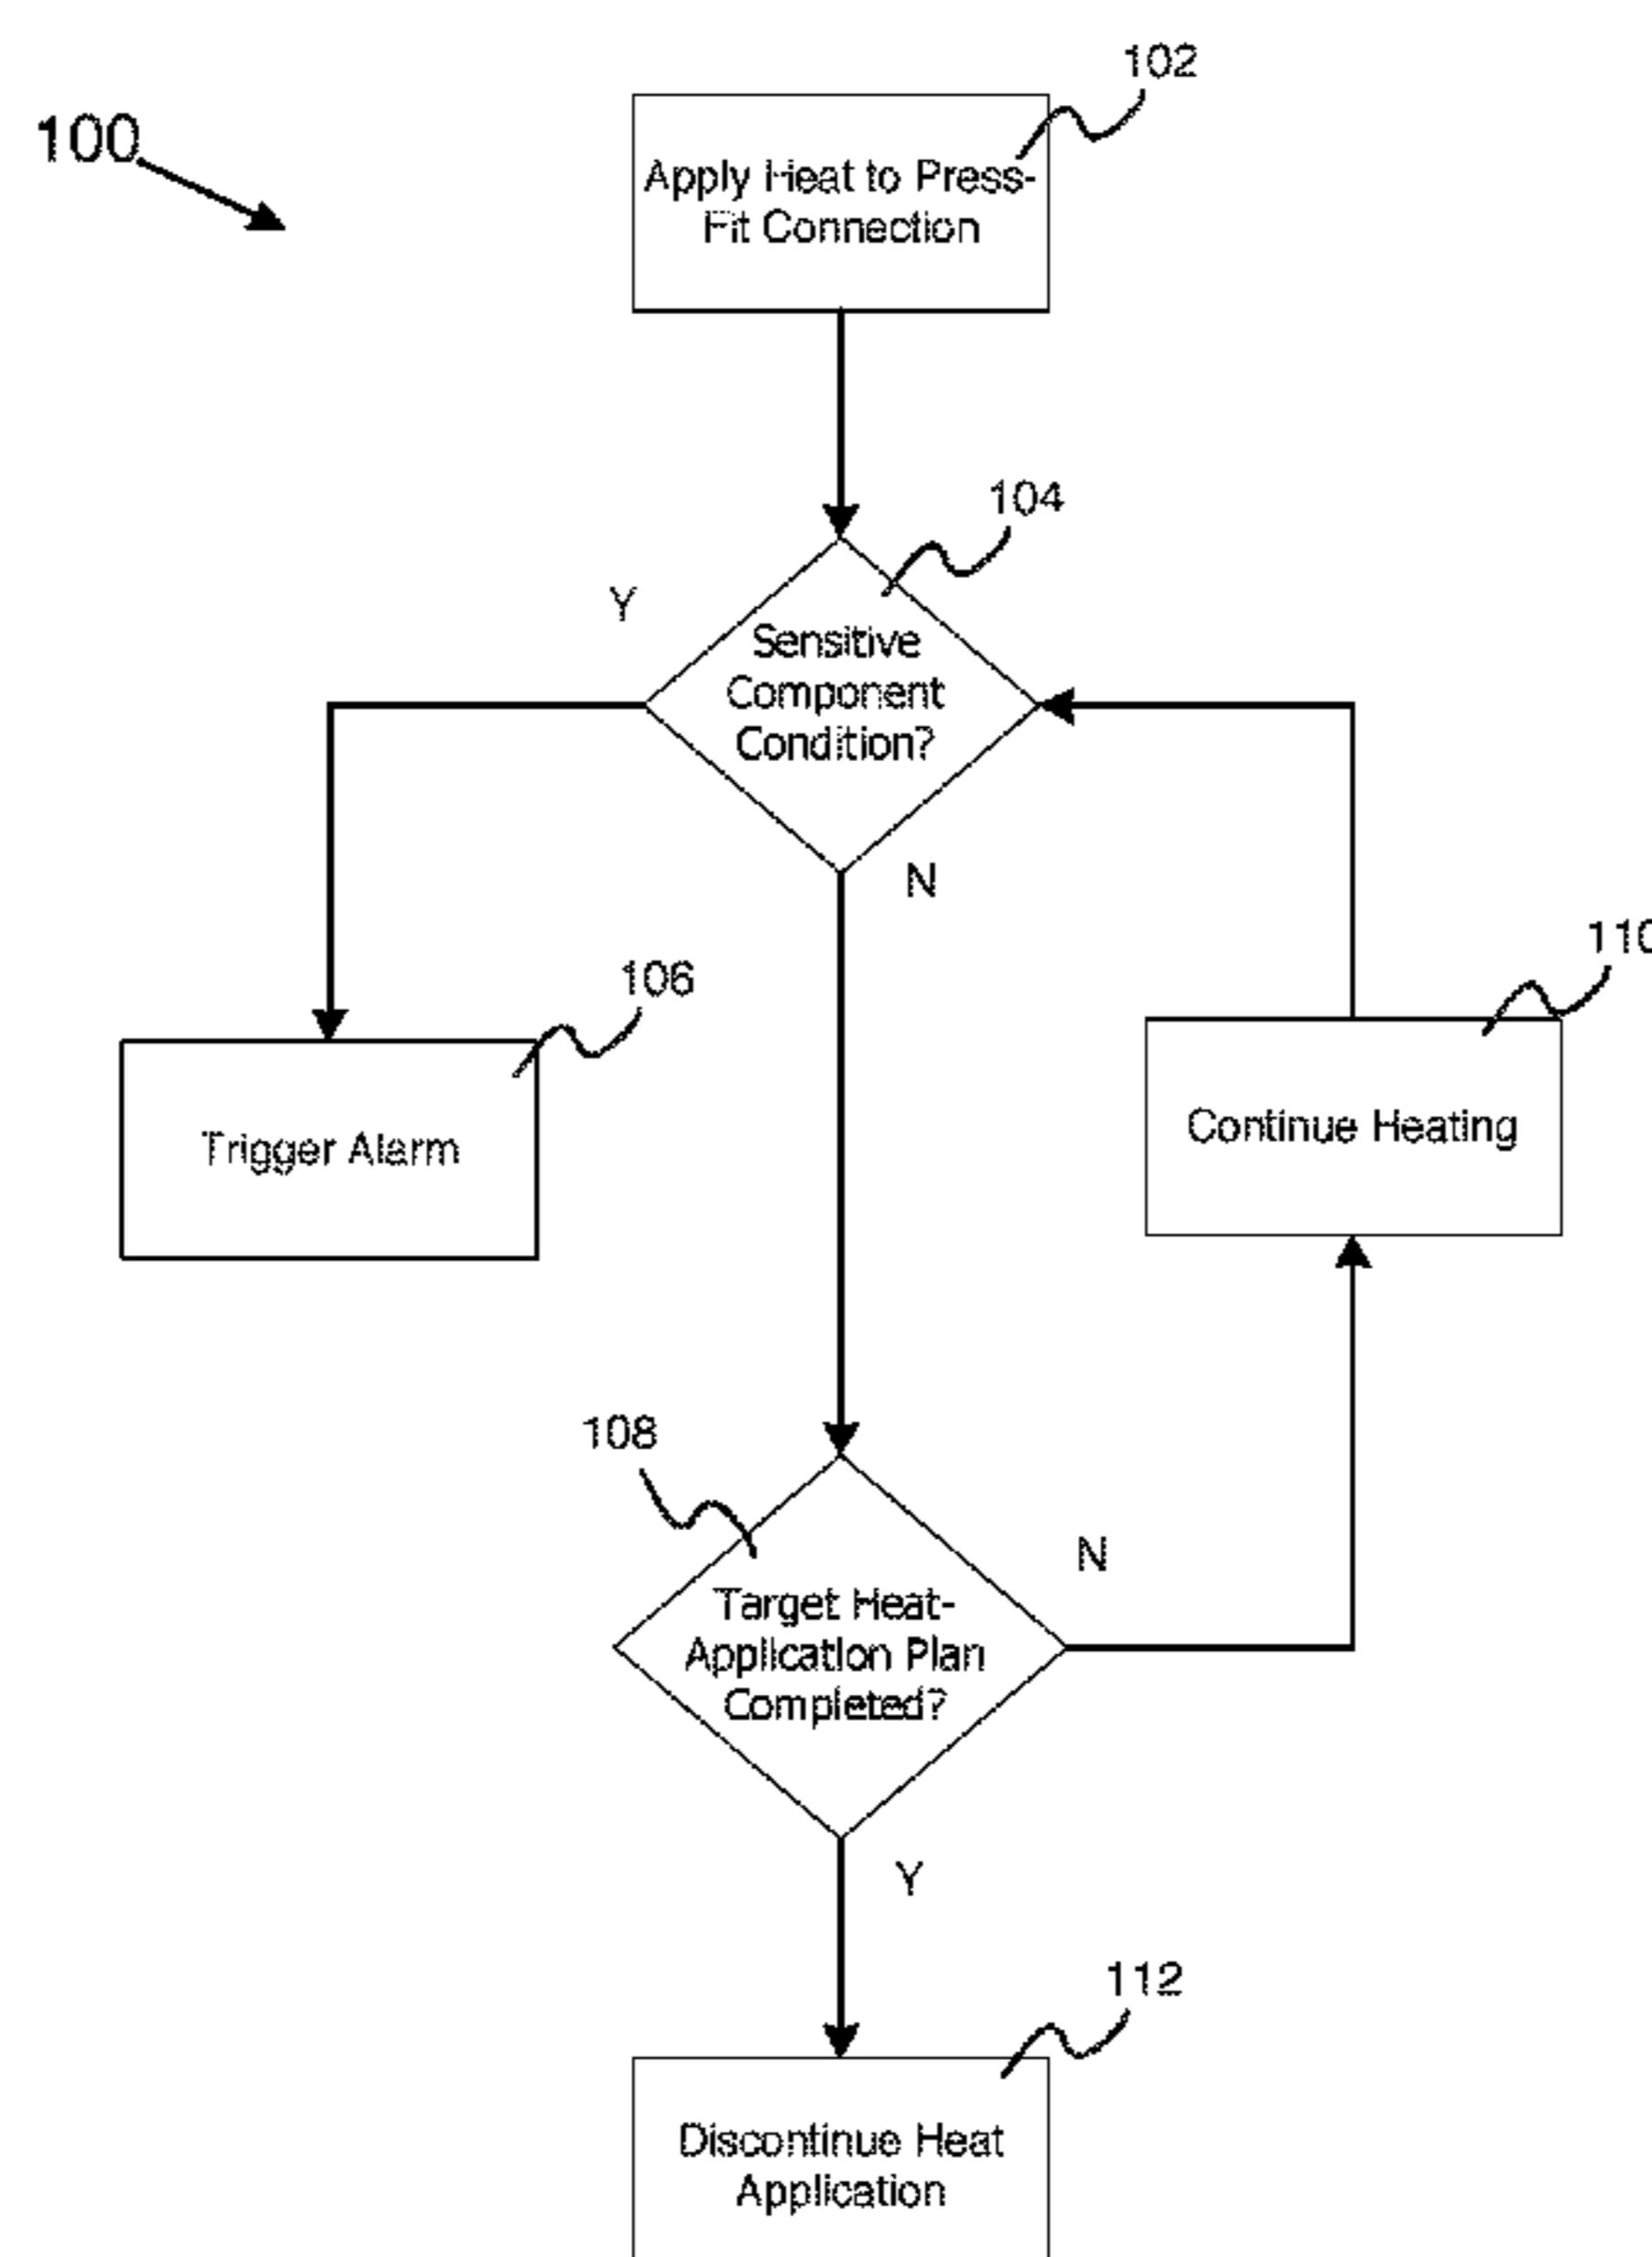 102
100
Apply Heat to Press-
Fit Connection
104
Y
Sensitive
Component
Condition?
N
110
106
Continue Heating
Trigger Alarm
108
N
Target Heat-
Application Plan
Completed?
Y
112
Discontinue Heat
Application